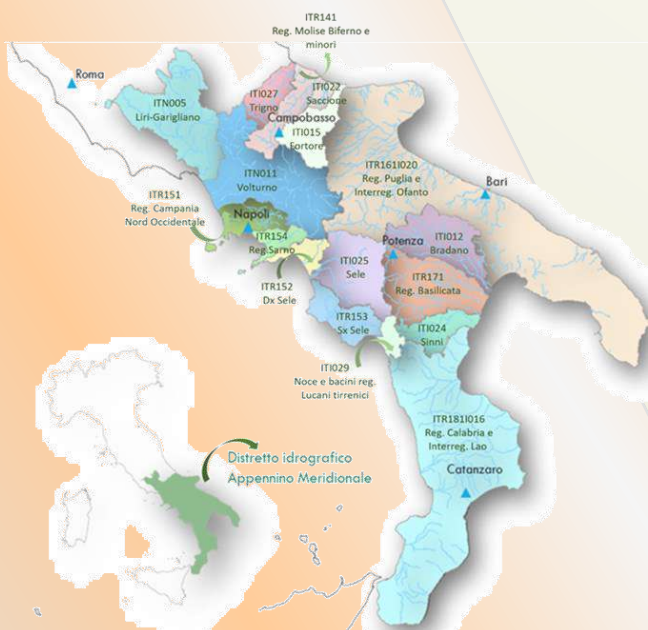 ITR141
Reg. Molise Biferno e
minori
Roma
ITI027
Trigno
ITI022
Saccione
ITN005
Liri-Garigliano
Campobasso
ITI015
Fortore
ITR161I020
Reg. Puglia e
Interreg. Ofanto
ITN011
Volturno
Bari
ITR151
Reg. Campania
Nord Occidentale
Napoli
ITR154
Reg.Sarno
Potenza
ITI012
Bradano
ITI025
Sele
ITR171
Reg. Basilicata
ITR152
Dx Sele
ITR153
Sx Sele
ITI024
Sinni
ITI029
Noce e bacini reg.
Lucani tirrenici
ITR181I016
Reg. Calabria e
Interreg. Lao
Catanzaro
Distretto idrografico
Appennino Meridionale